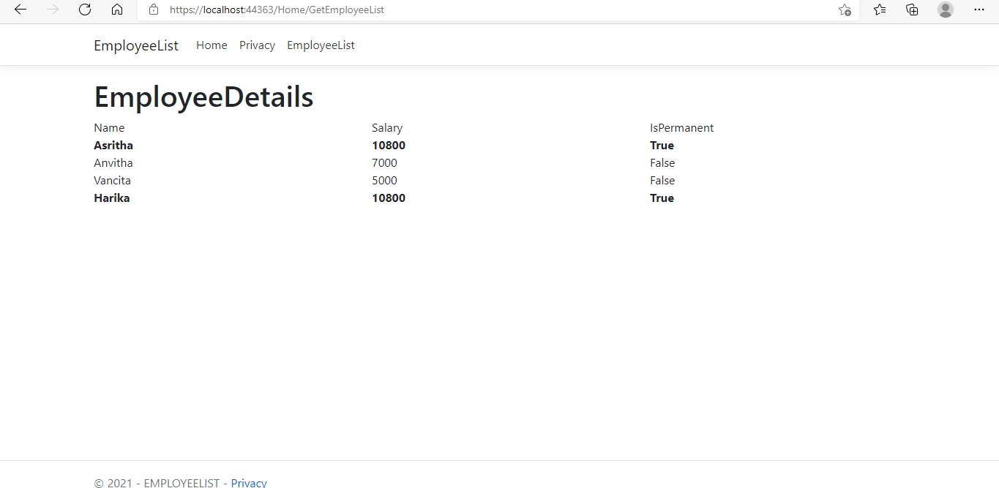 https://localhost:44363/Home/GetEmployeeList
EmployeeList Home Privacy EmployeeList
EmployeeDetails
Name Salary IsPermanent
Asritha 10800 True
Anvitha 7000 False
Vancita 5000 False
Harika 10800 True
© 2021 - EMPLOYEELIST - Privacy